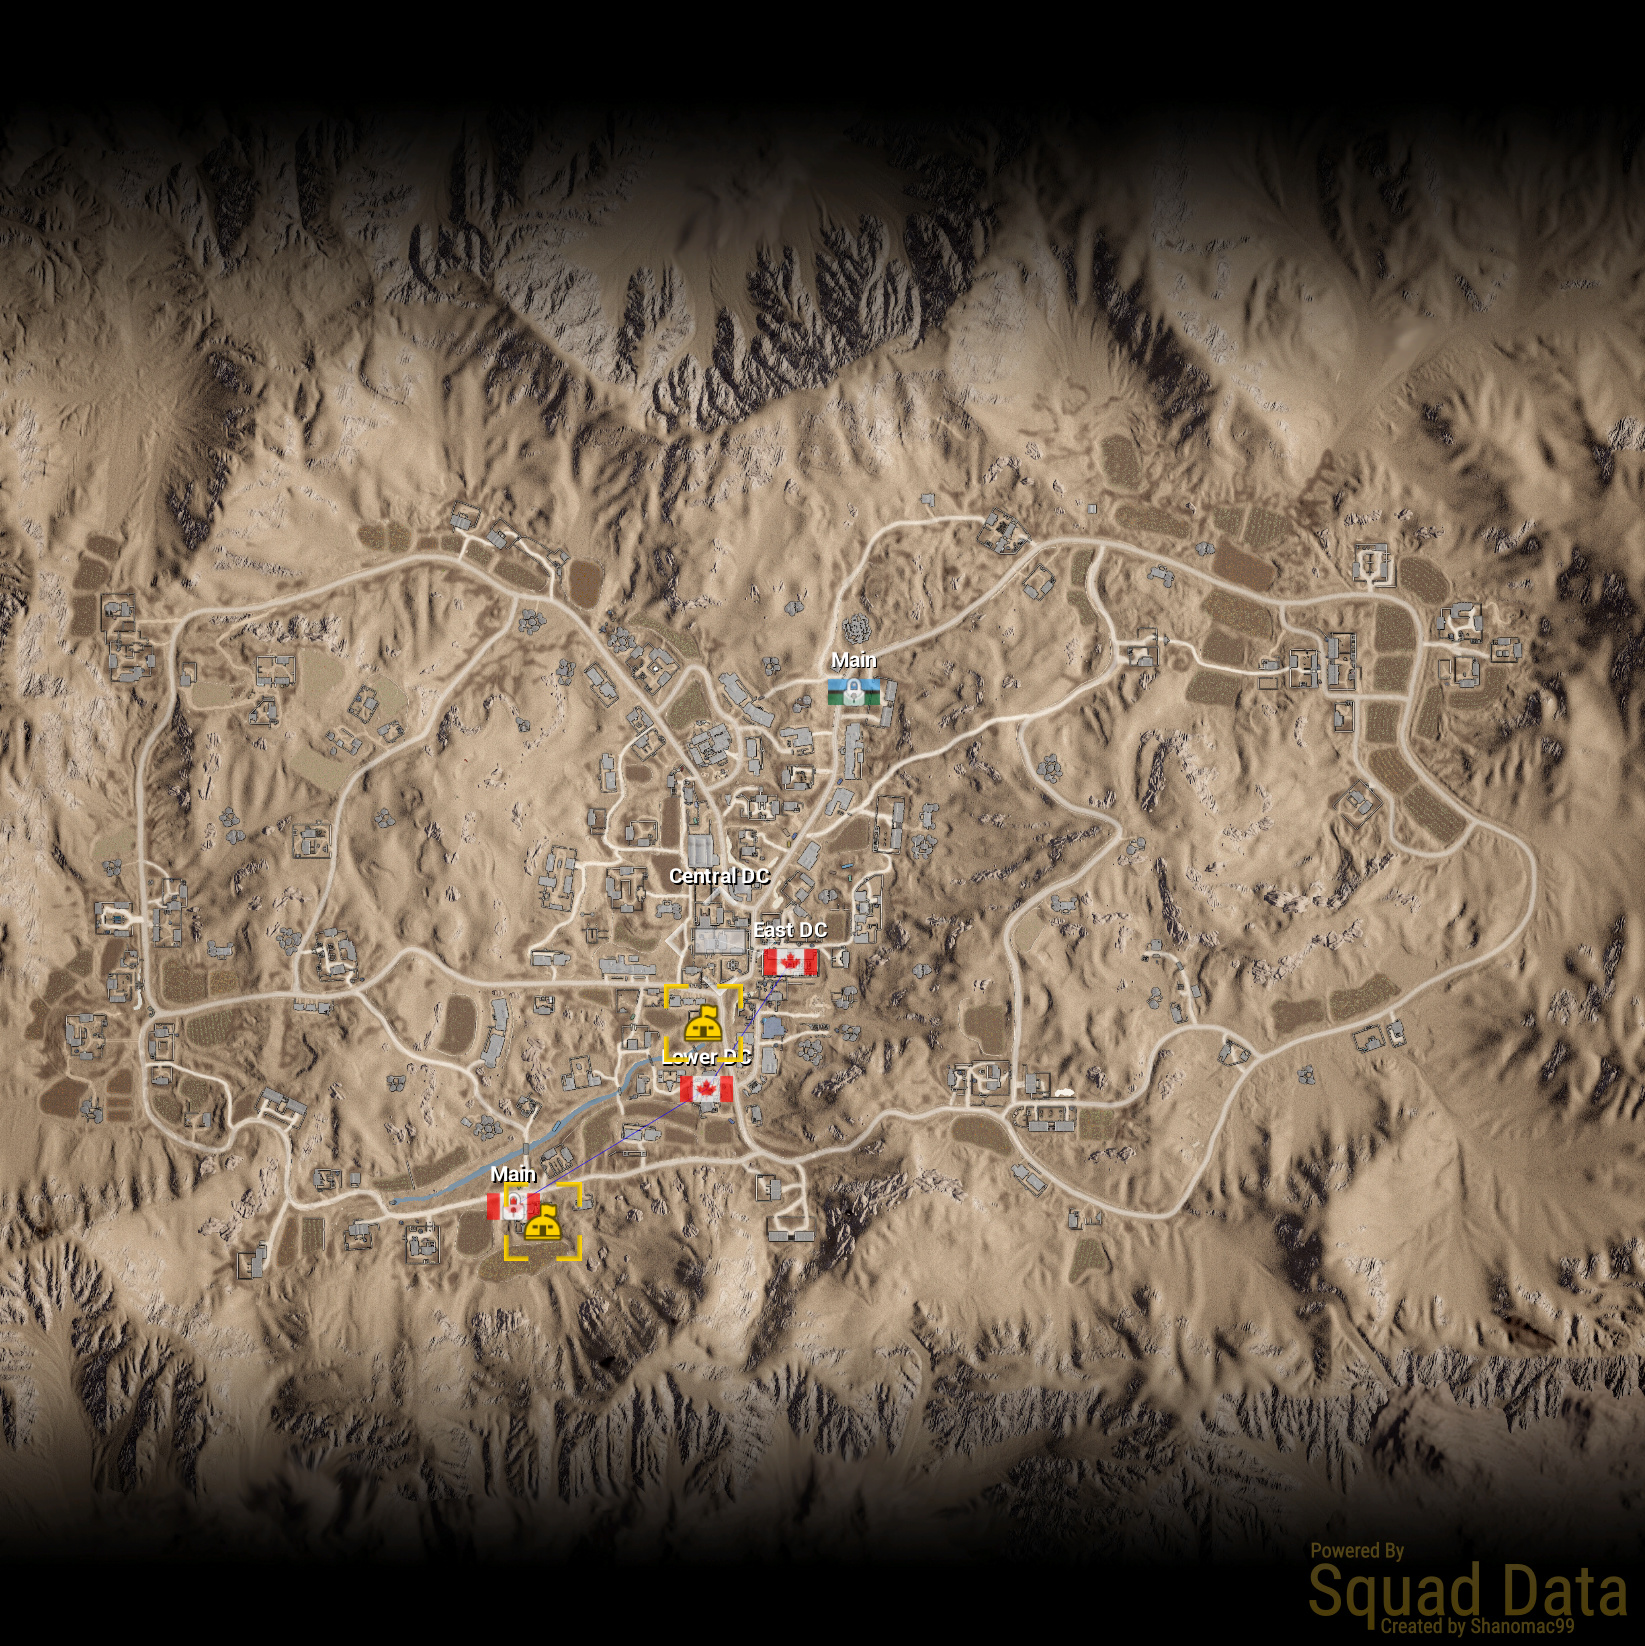 Main
Central DC
East DC
Lower DC
Main
Powered By
Squad Data
Created by Shanomac99